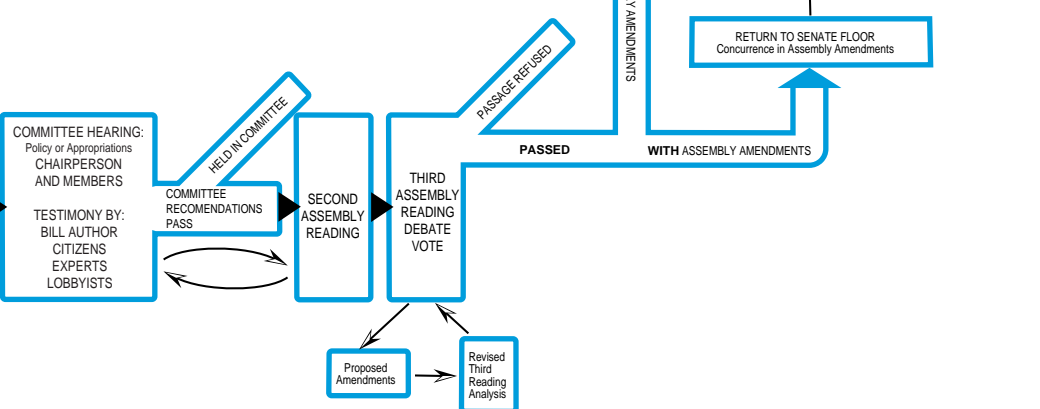 COMMITTEE HEARING:
Policy or Appropriations
CHAIRPERSON
AND MEMBERS
TESTIMONY BY:
BILL AUTHOR
CITIZENS
EXPERTS
LOBBYISTS
HELD IN COMMITTEE
COMMITTEE
RECOMENDATIONS
PASS
SECOND
ASSEMBLY
READING
THIRD
ASSEMBLY
READING
DEBATE
VOTE
PASSAGE REFUSED
Proposed
Amendments
Revised
Third
Reading
Analysis
PASSED
AMENDMENTS
WITH ASSEMBLY AMENDMENTS
RETURN TO SENATE FLOOR
Concurrence in Assembly Amendments